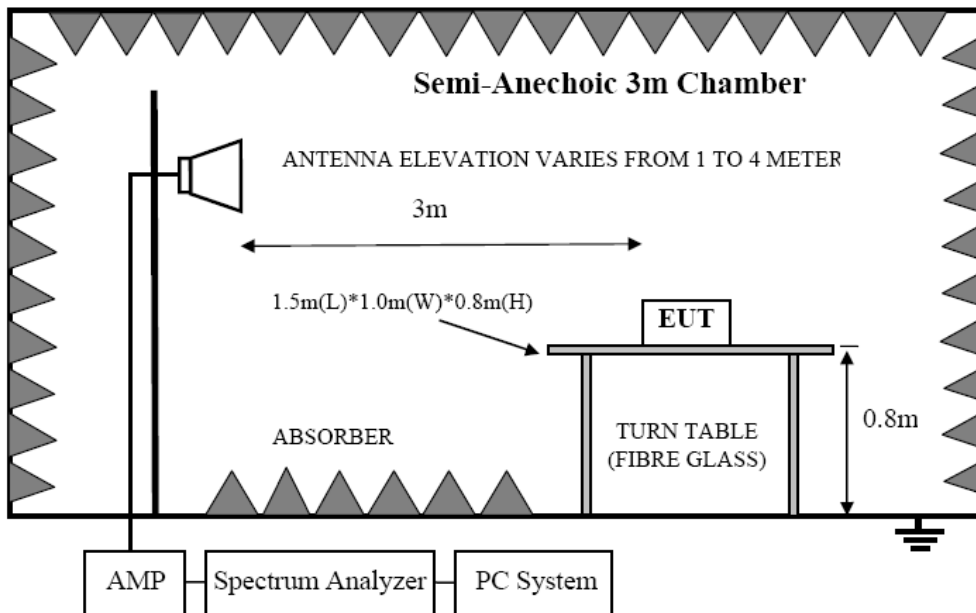 Semi-Anechoic 3m Chamber
ANTENNA ELEVATION VARIES FROM 1 TO 4 METER
3m
1.5m(L)*1.0m(W)*0.8m(H)
EUT
0.8m
ABSORBER
TURN TABLE
(FIBRE GLASS)
AMP
Spectrum Analyzer
PC System